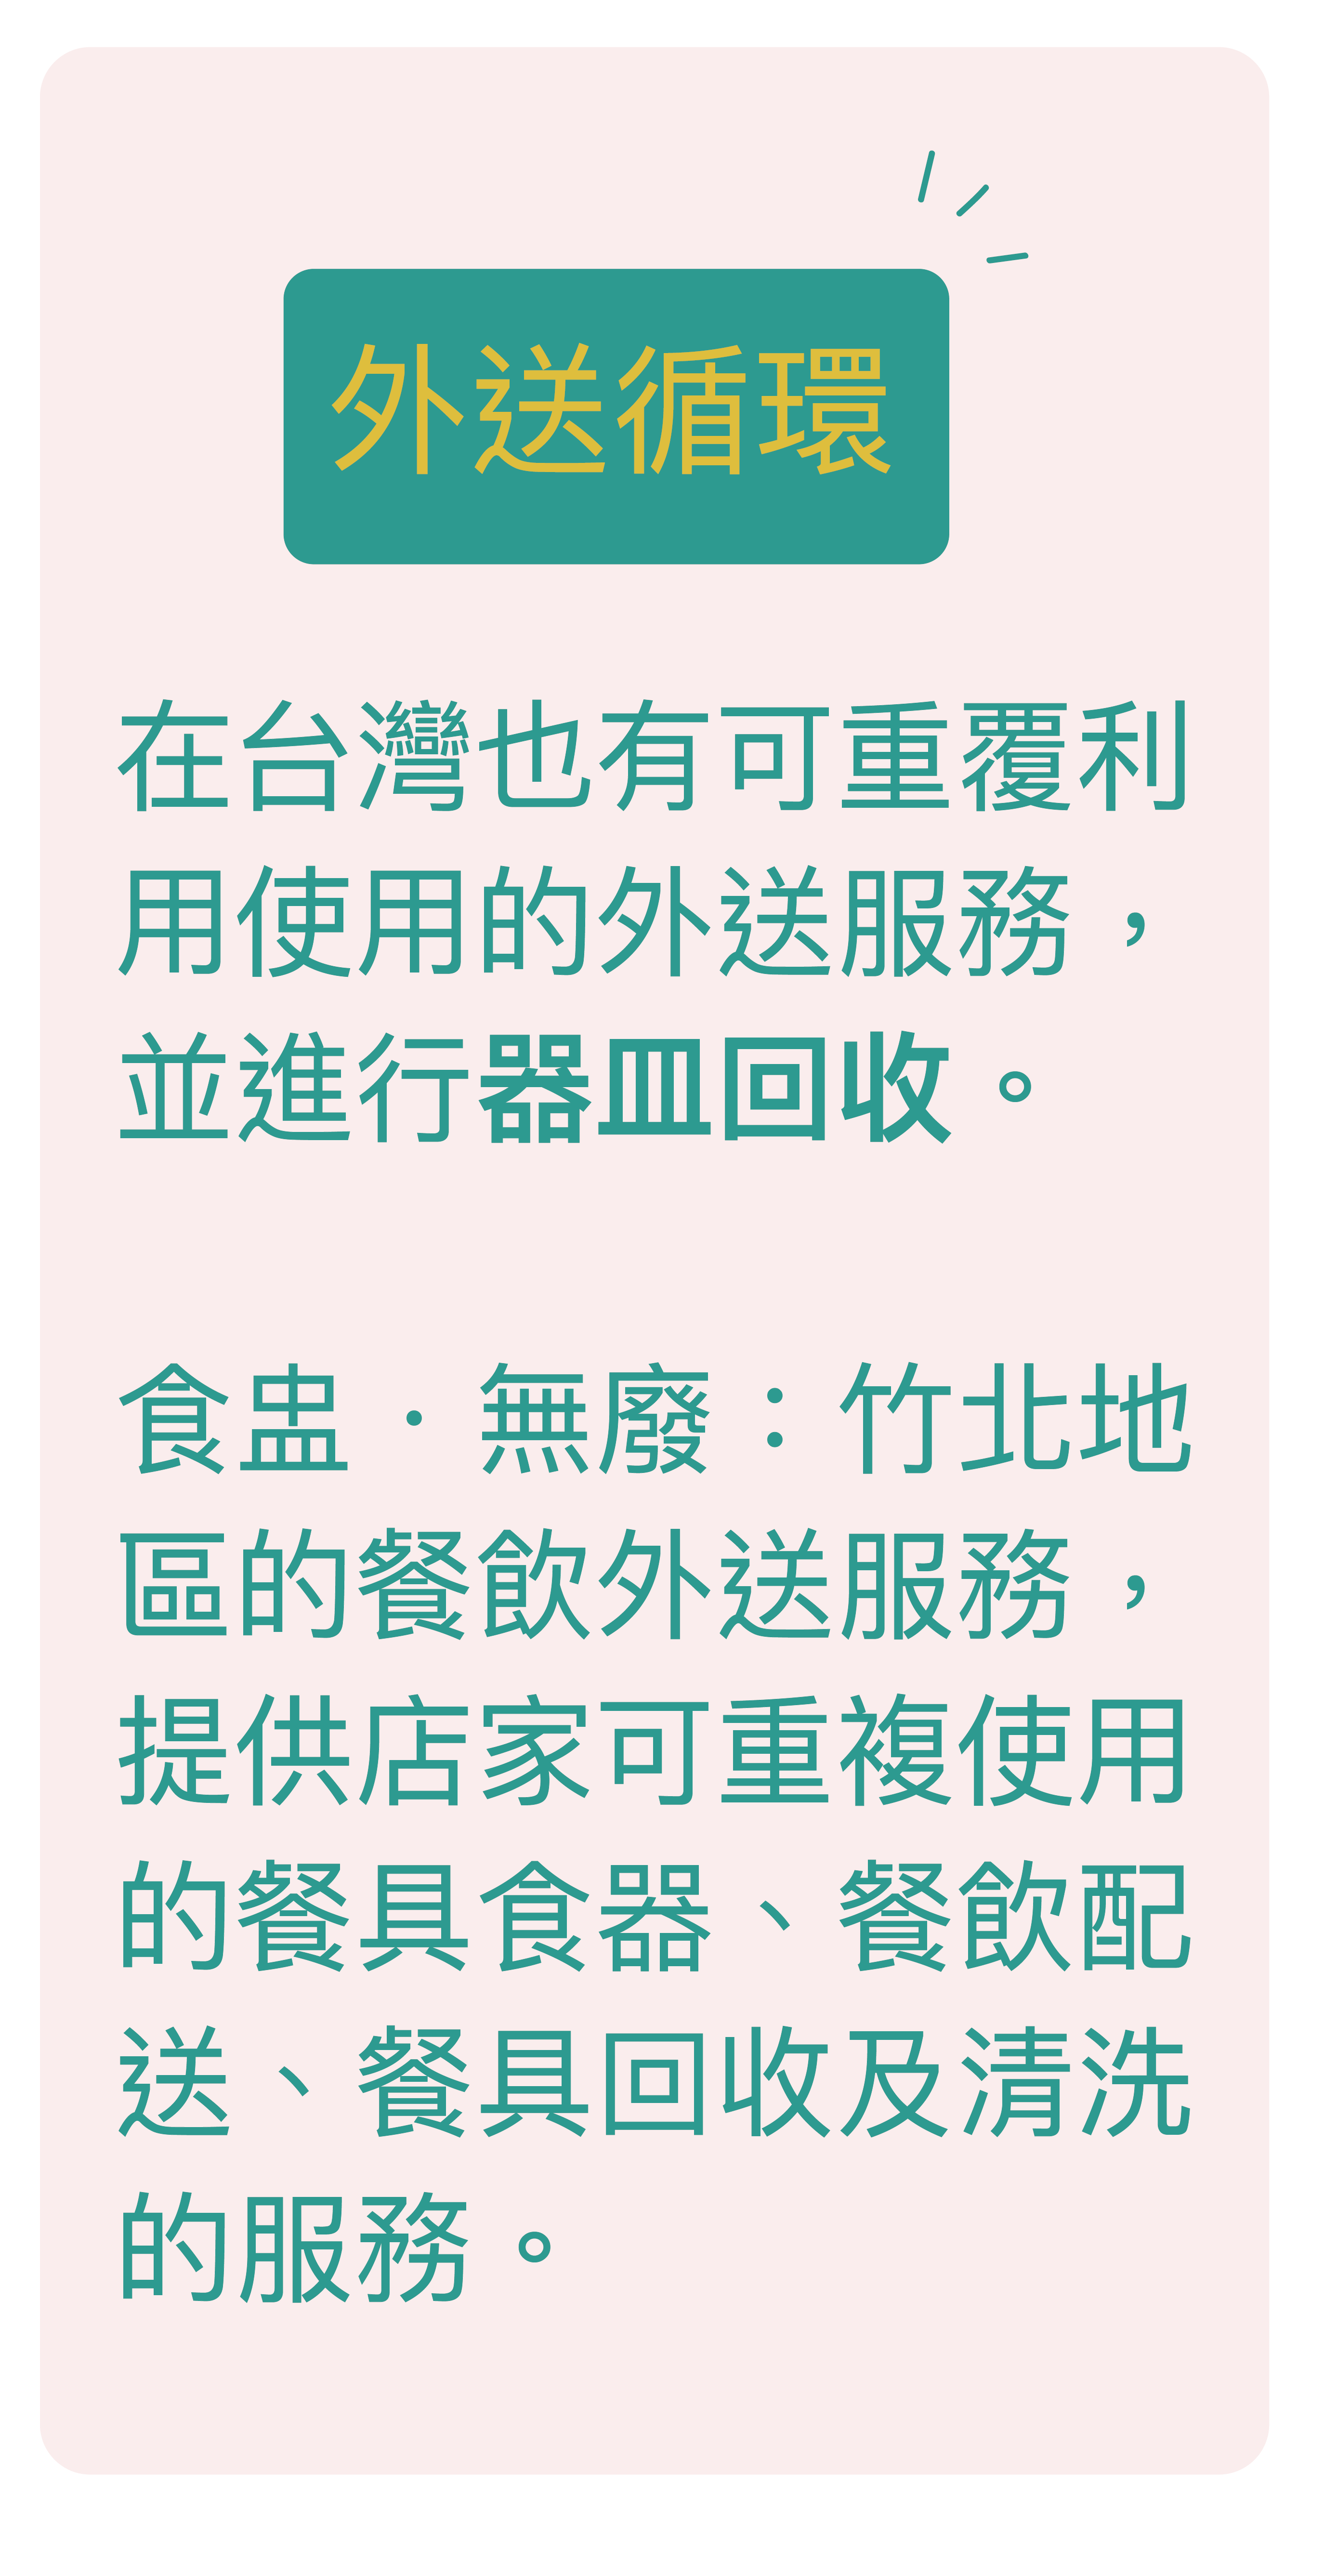 外送循環
在台灣也有可重覆利
用使用的外送服務，
並進行器皿回收。
食盅．無廢：竹北地
區的餐飲外送服務，
提供店家可重複使用
的餐具食器、餐飲配
送、餐具回收及清洗
的服務。